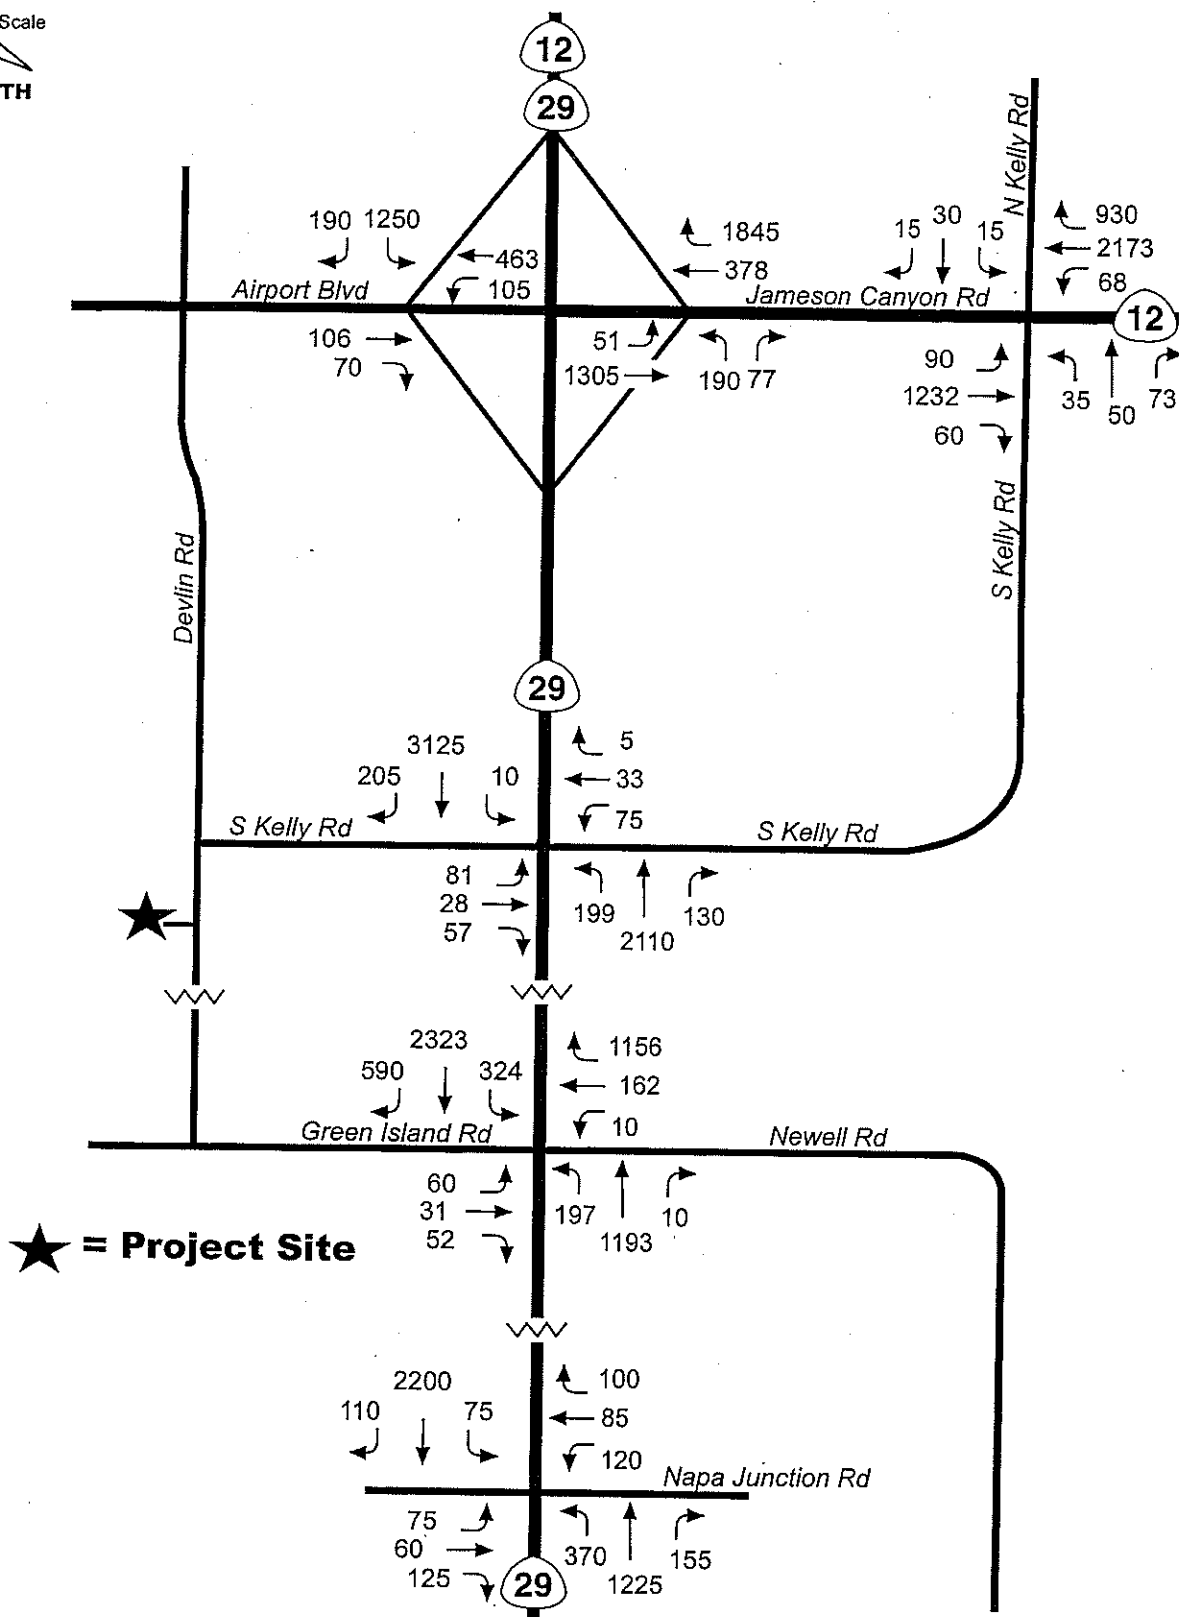 Scale
TH
12
29
N Kelly Rd
190 1250
463
105
1845
378
15 30 15
930
2173
68
Airport Blvd
Jameson Canyon Rd
12
106
70
51
1305
190 77
90
1232
60
35 50 73
Devlin Rd
S Kelly Rd
29
205 3125 10
5
33
75
S Kelly Rd
S Kelly Rd
81
28
57
199 2110 130
590 2323 324
1156
162
10
Green Island Rd
Newell Rd
60
31
52
197 1193 10
= Project Site
110 2200 75
100
85
120
Napa Junction Rd
75
60
125
370 1225 155
29